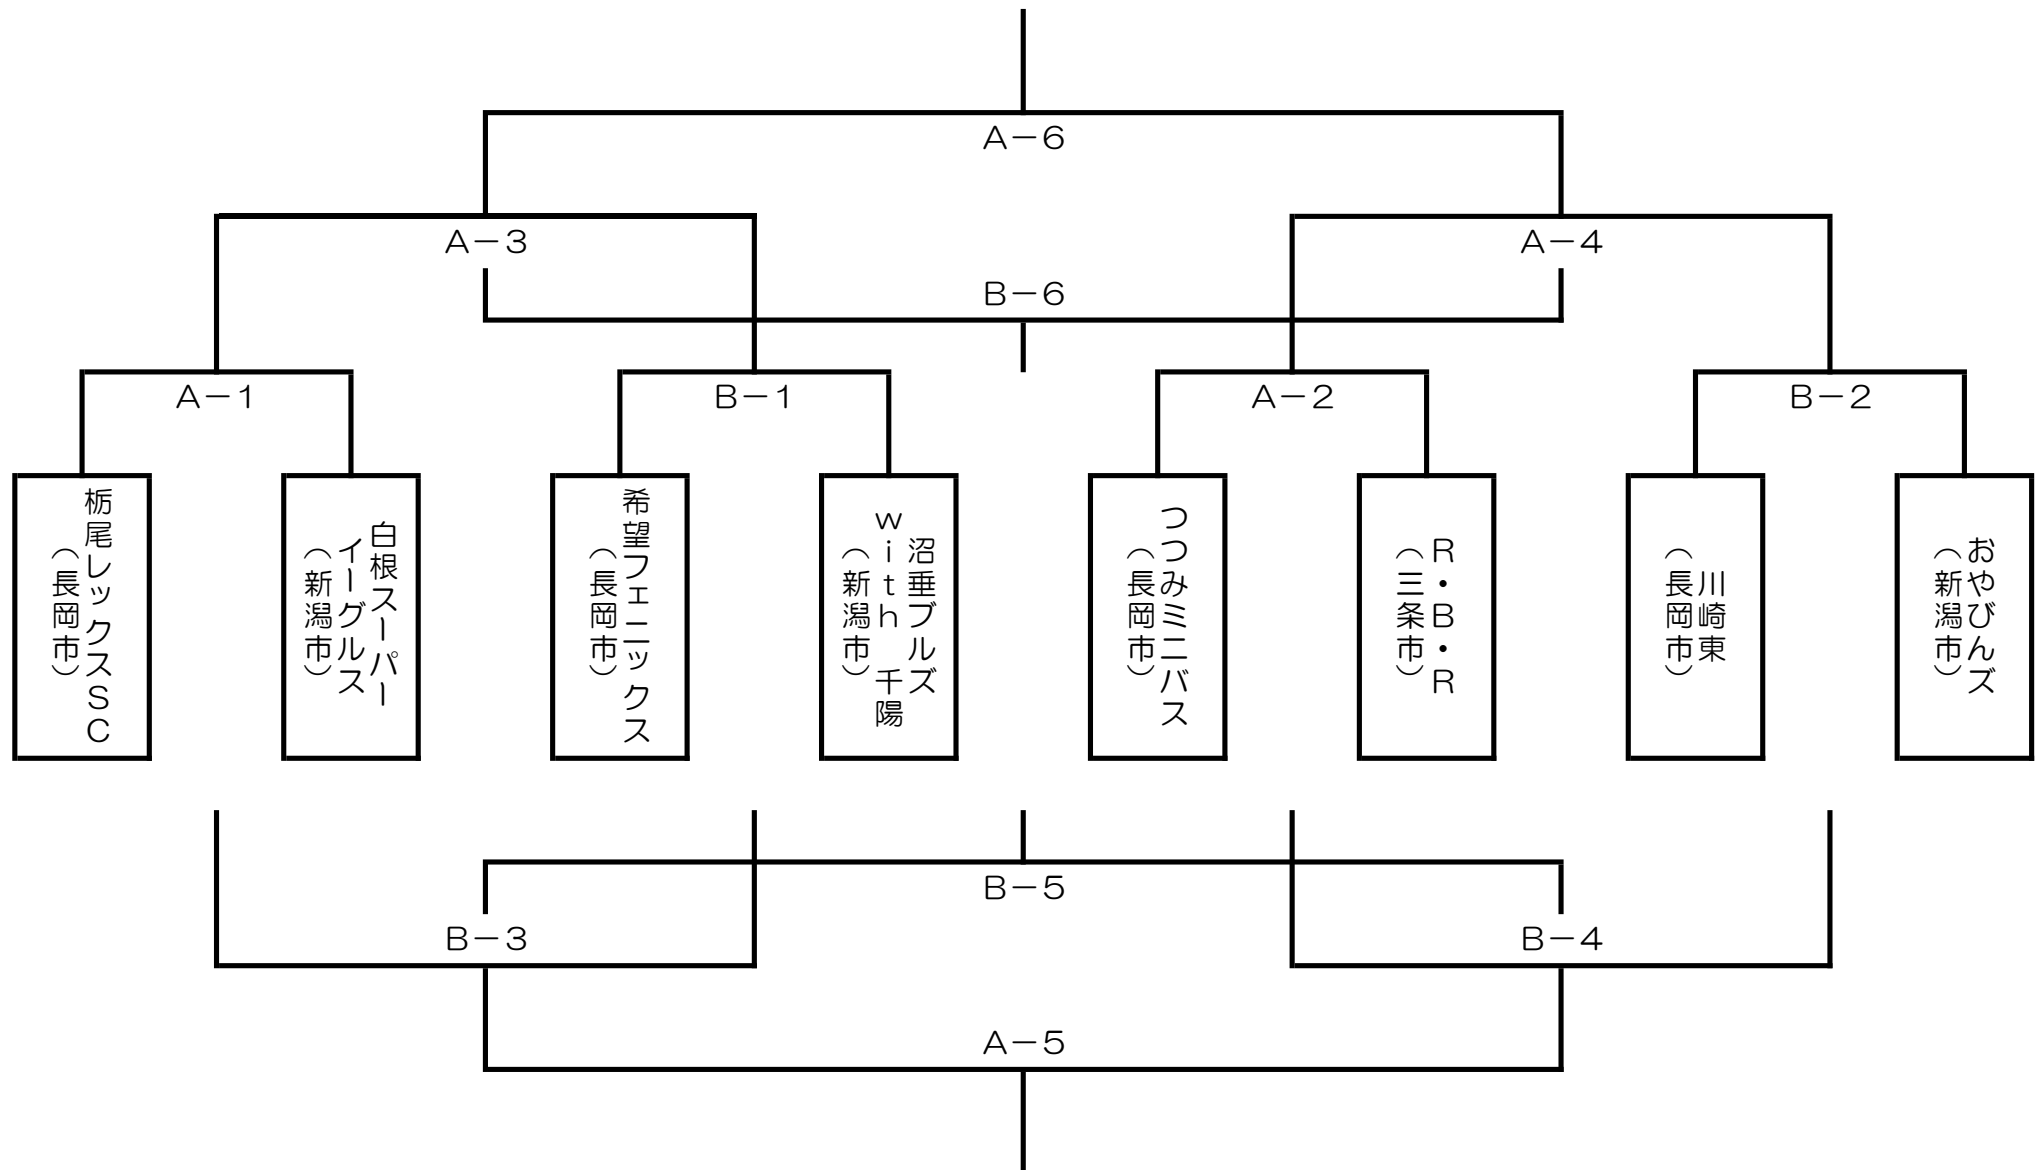 A－6
A－3
A－4
B－6
A－1
B－1
A－2
B－2
栃尾レックスSC
（長岡市）
白根スーパー
イーグルス
（新潟市）
希望フェニックス
（長岡市）
沼垂ブルズ
with　千陽
（新潟市）
つつみミニバス
（長岡市）
R・B・R
（三条市）
川崎東
（長岡市）
おやびんズ
（新潟市）
B－5
B－3
B－4
A－5